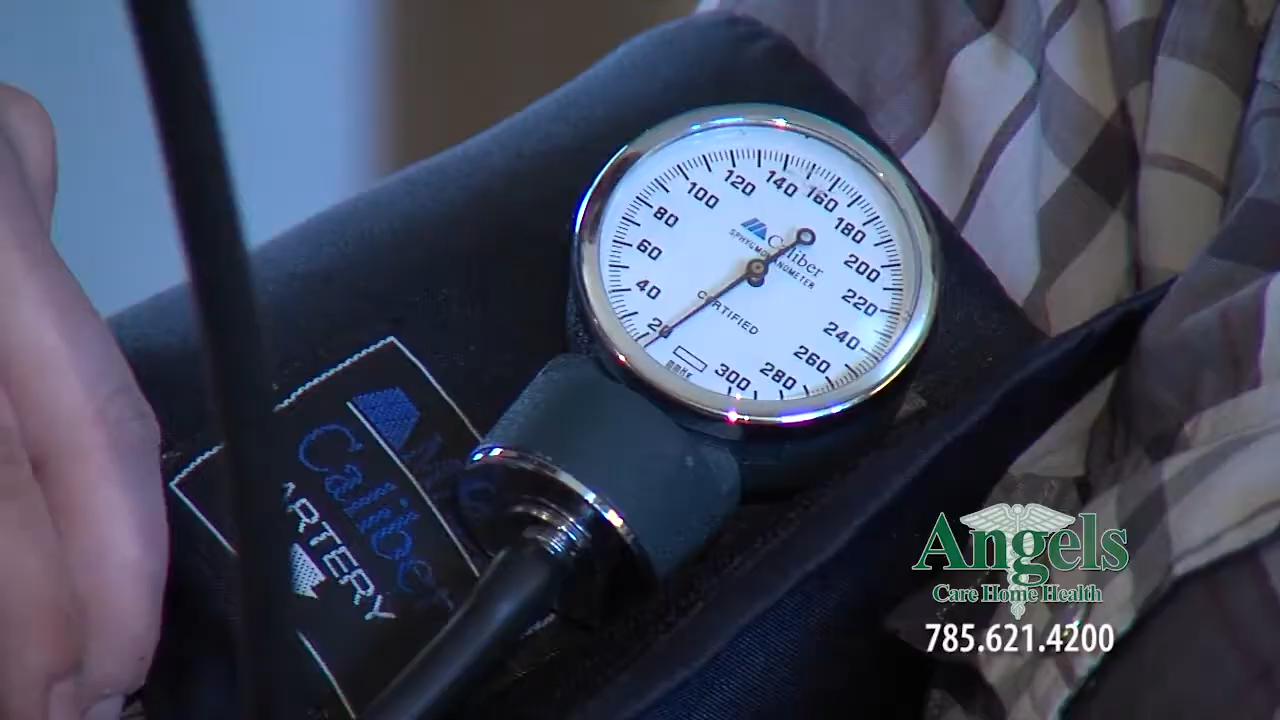 20
40
60
80
100
120
140
160
180
200
220
240
260
280
300
Caliber
SPHYGMOMANOMETER
CERTIFIED
mmHg
Caliber
ARTERY
Angels
Care Home Health
785.621.4200